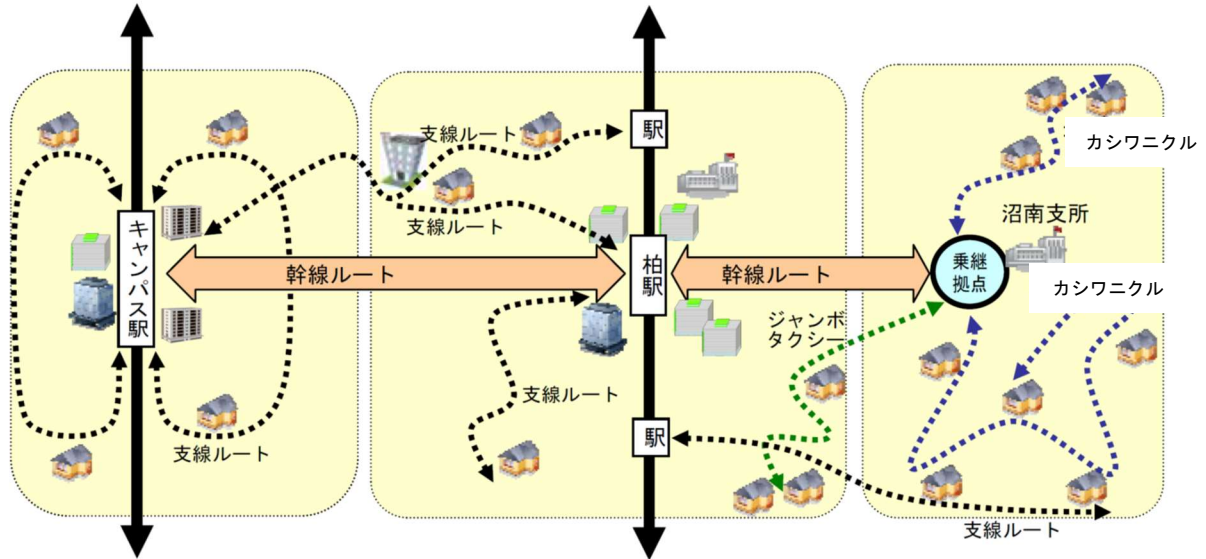 駅
支線ルート
カシワニクル
支線ルート
沼南支所
キャンパス駅
幹線ルート
柏駅
幹線ルート
乗継
拠点
カシワニクル
ジャンボ
タクシー
支線ルート
駅
支線ルート
支線ルート